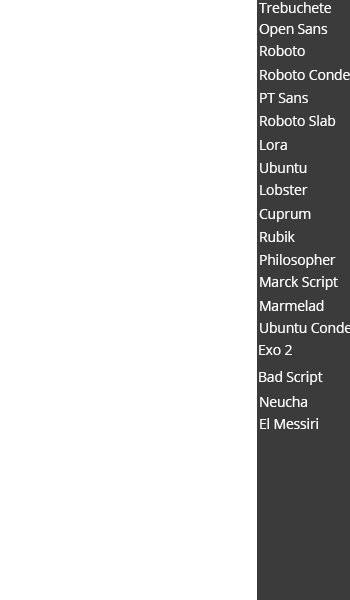 Trebuchete
Open Sans
Roboto
Roboto Conde
PT Sans
Roboto Slab
Lora
Ubuntu
Lobster
Cuprum
Rubik
Philosopher
Marck Script
Marmelad
Ubuntu Conde
Exo 2
Bad Script
Neucha
El Messiri